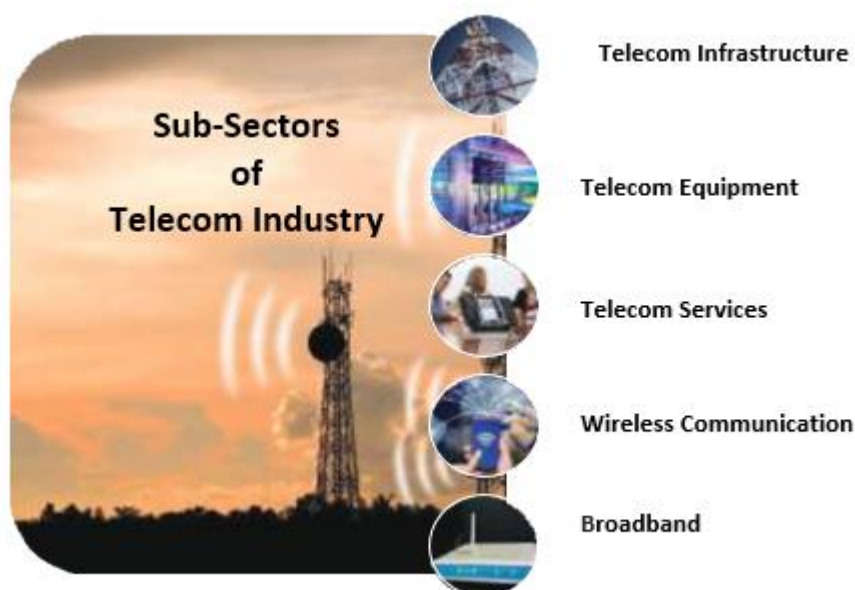 Sub-Sectors
of
Telecom Industry
Telecom Infrastructure
Telecom Equipment
Telecom Services
Wireless Communication
Broadband